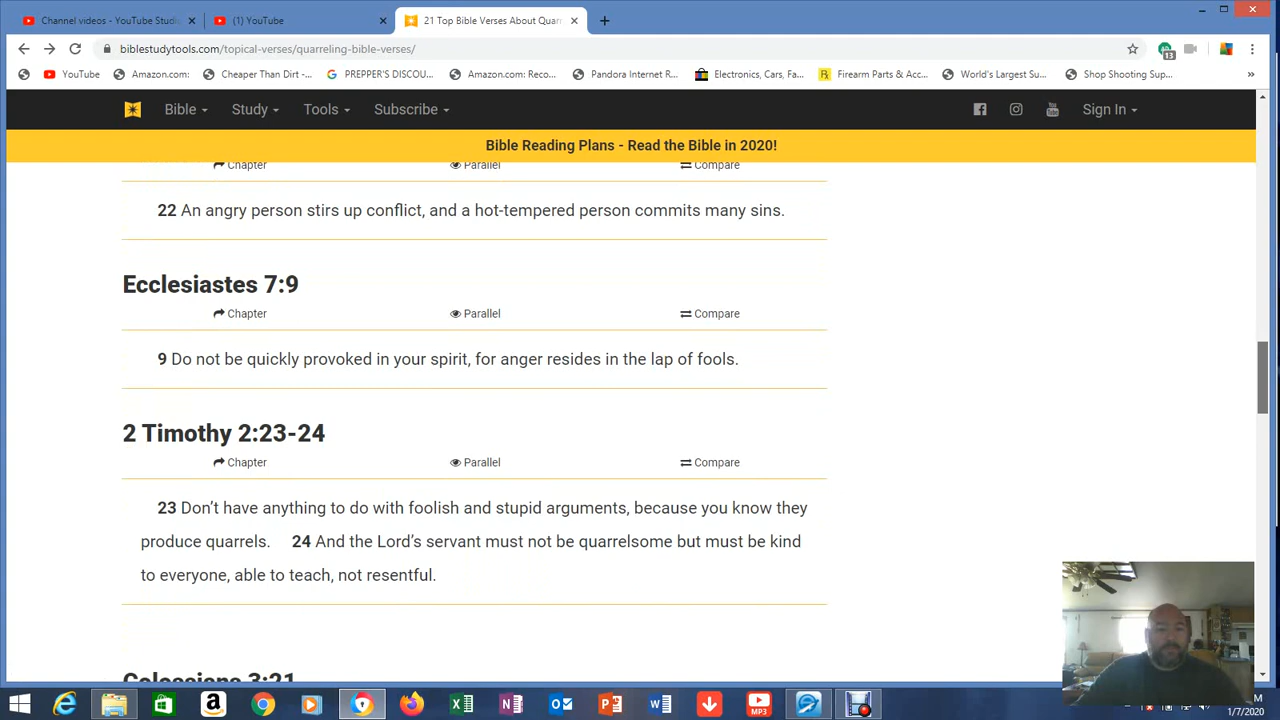 Channel videos - YouTube Studi
(1) YouTube
21 Top Bible Verses About Quar
biblestudytools.com/topical-verses/quarreling-bible-verses/
13
YouTube
Amazon.com:
Cheaper Than Dirt -...
PREPPER'S DISCOU...
Amazon.com: Reco...
Pandora Internet R...
Electronics, Cars, Fa...
Firearm Parts & Acc...
World's Largest Su...
Shop Shooting Sup...
»
Bible
Study
Tools
Subscribe
Sign In
Bible Reading Plans - Read the Bible in 2020!
Chapter
Parallel
Compare
22 An angry person stirs up conflict, and a hot-tempered person commits many sins.
Ecclesiastes 7:9
Chapter
Parallel
Compare
9 Do not be quickly provoked in your spirit, for anger resides in the lap of fools.
2 Timothy 2:23-24
Chapter
Parallel
Compare
23 Don't have anything to do with foolish and stupid arguments, because you know they
produce quarrels. 24 And the Lord's servant must not be quarrelsome but must be kind
to everyone, able to teach, not resentful.
Colossians 3:21
MP3
M
1/7/2020